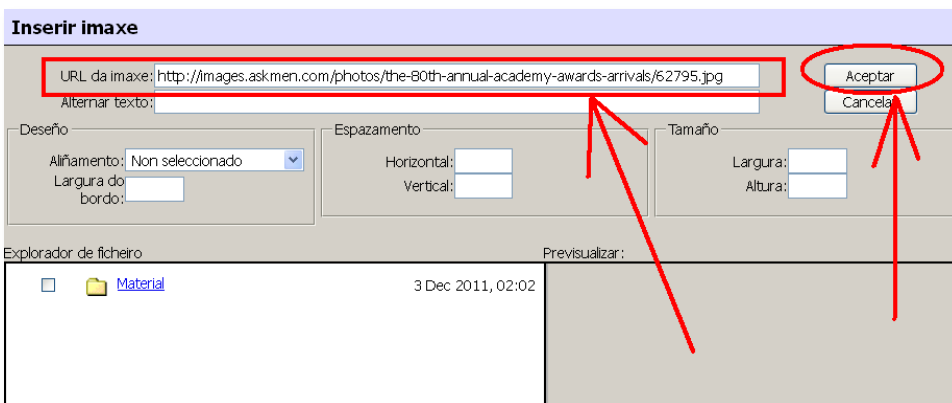 Inserir imaxe
URL da imaxe: http://images.askmen.com/photos/the-80th-annual-academy-awards-arrivals/62795.jpg
Aceptar
Alternar texto:
Cancelar
Deseño
Espazamento
Tamaño
Aliñamento: Non seleccionado
Horizontal:
Largura:
Largura do
bordo:
Vertical:
Altura:
Explorador de ficheiro
Previsualizar:
Material
3 Dec 2011, 02:02